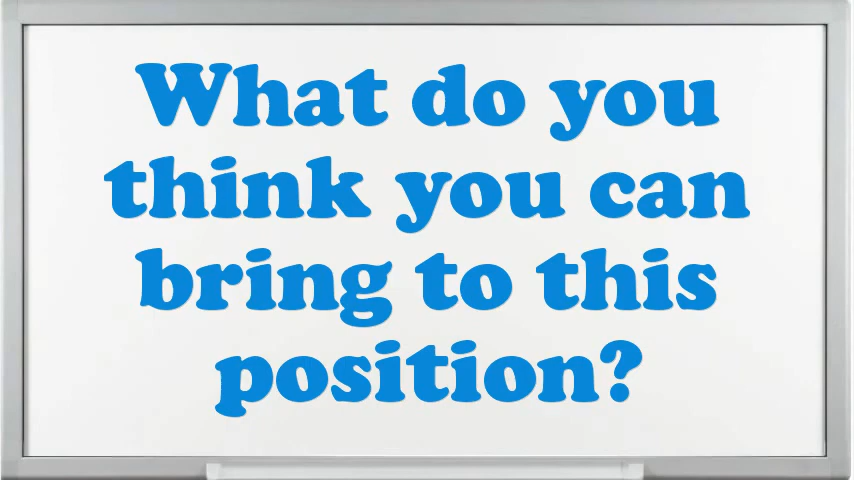 What do you
think you can
bring to this
position?